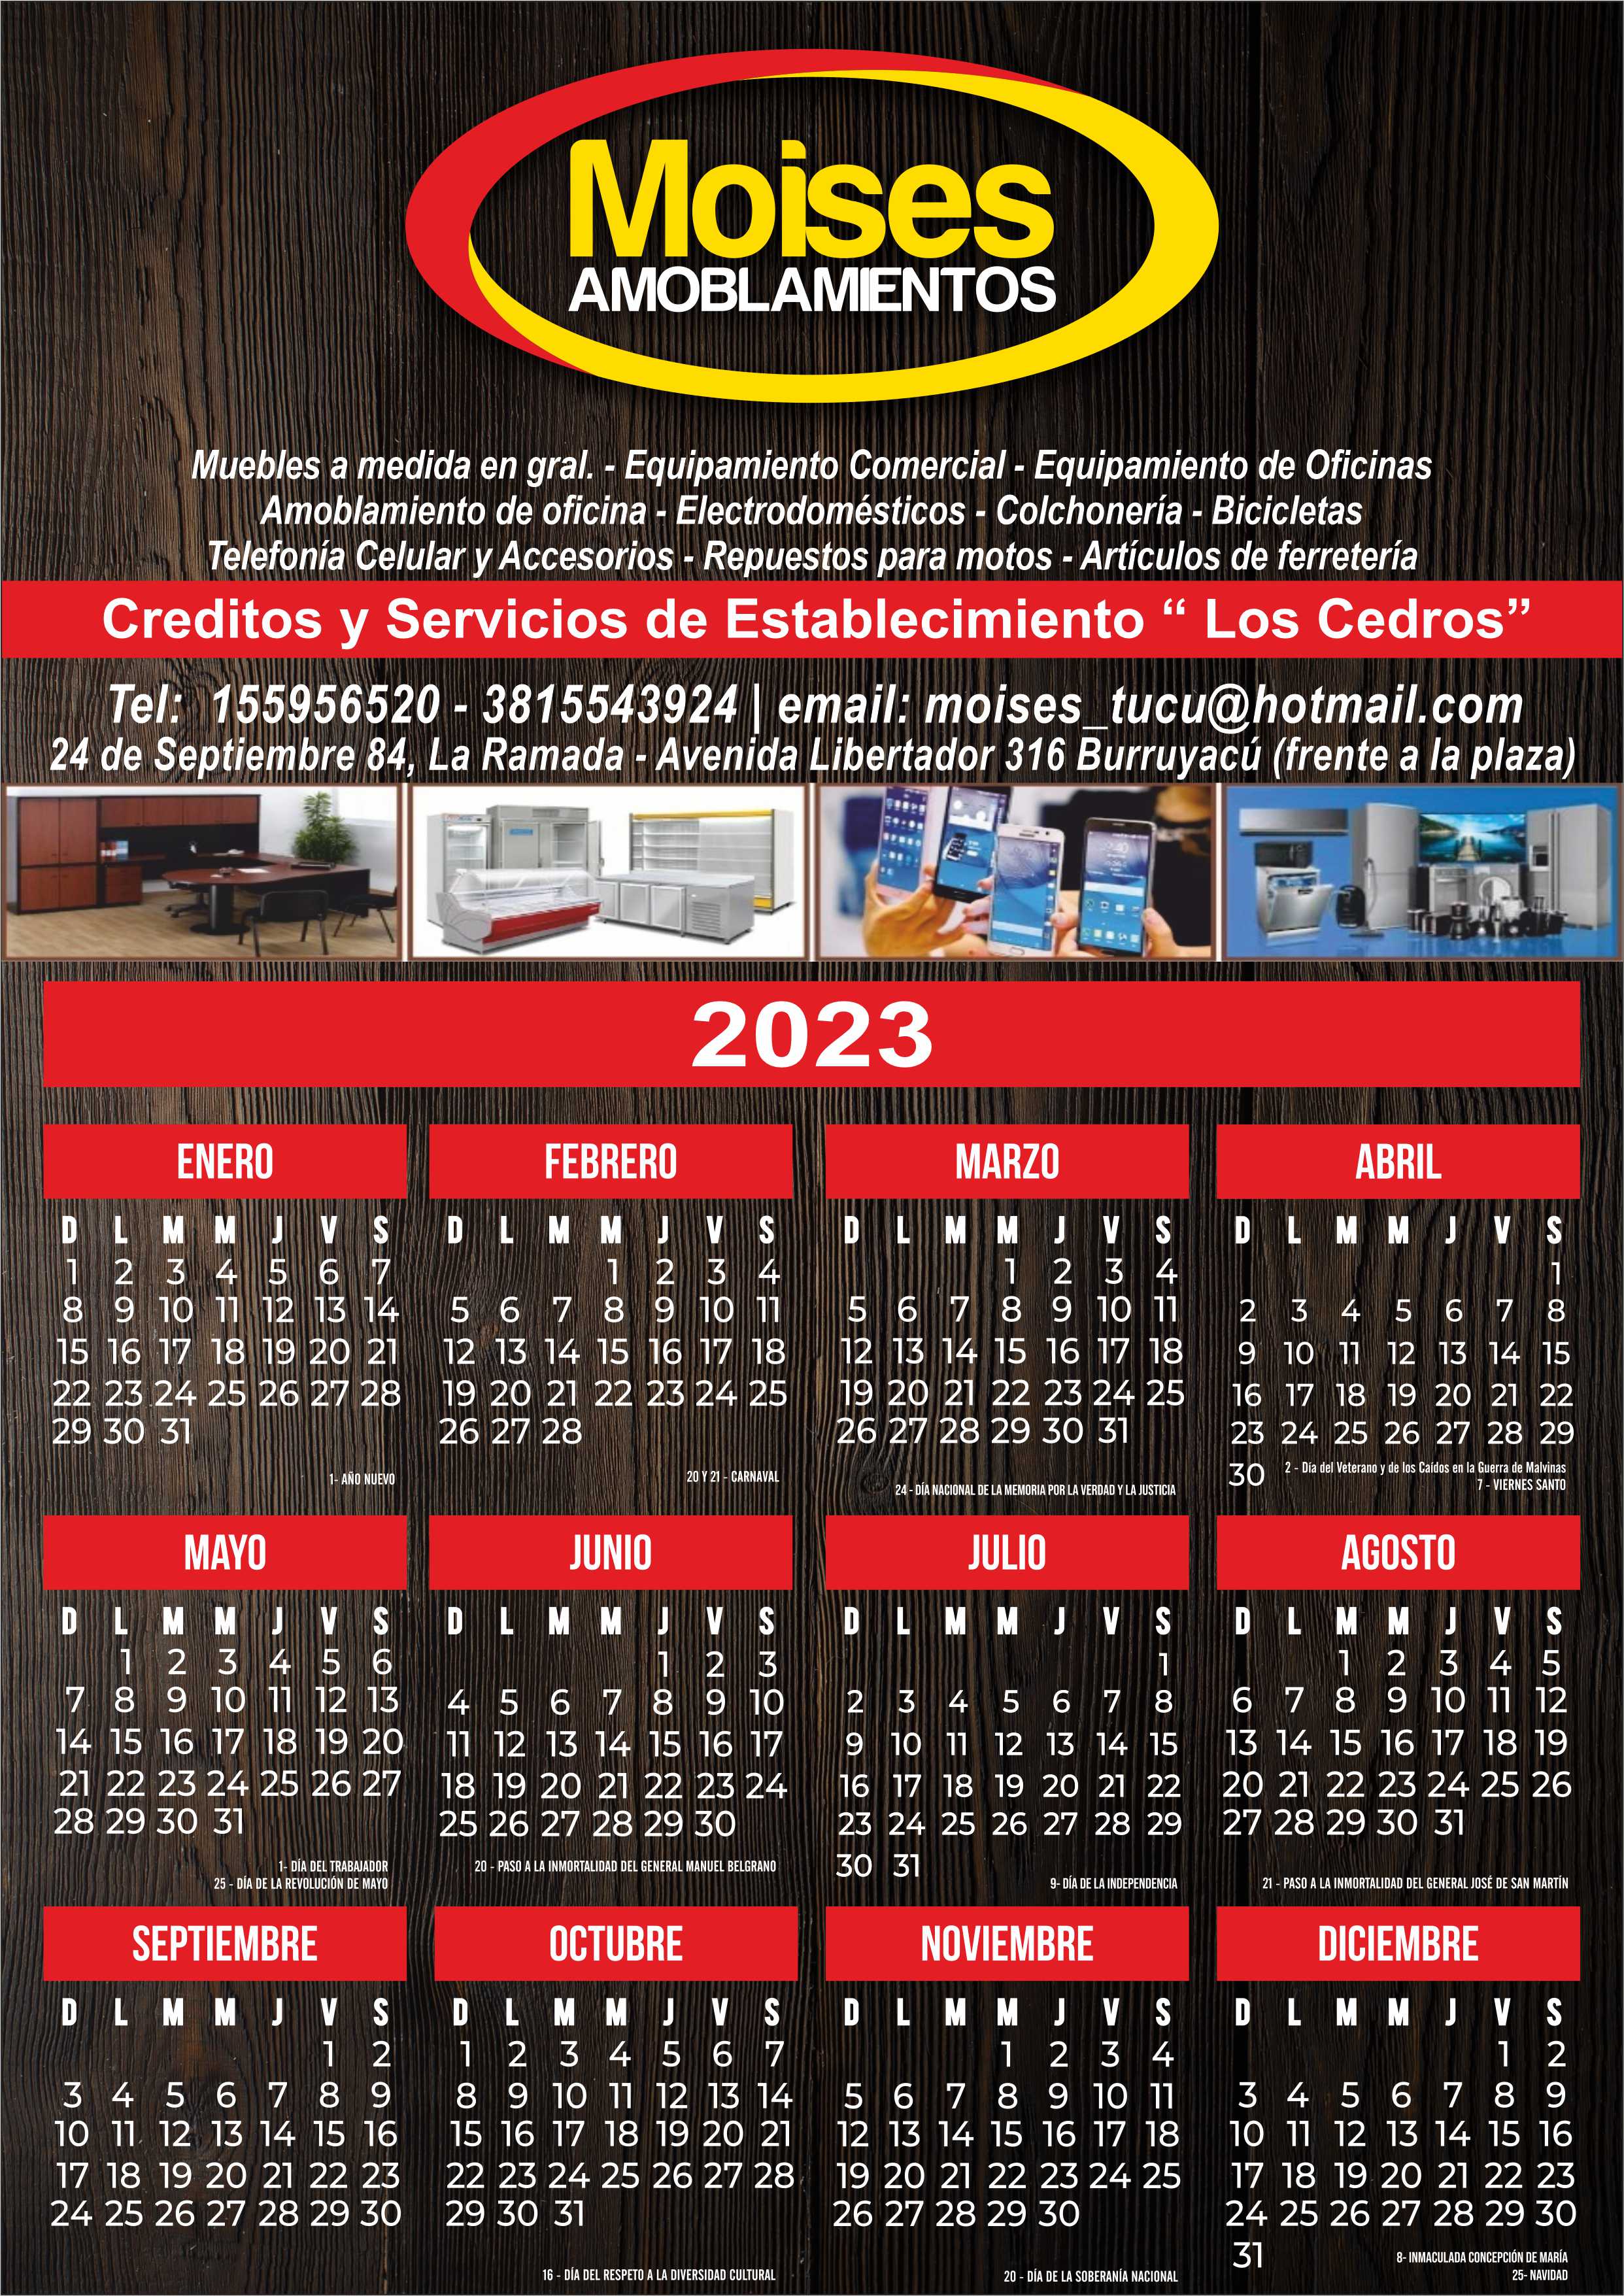 Moises
AMOBLAMIENTOS
Muebles a medida en gral. - Equipamiento Comercial - Equipamiento de Oficinas
Amoblamiento de oficina - Electrodomésticos - Colchonería - Bicicletas
Telefonía Celular y Accesorios - Repuestos para motos - Artículos de ferretería
Creditos y Servicios de Establecimiento “ Los Cedros”
Tel: 155956520 - 3815543924 | email: moises_tucu@hotmail.com
24 de Septiembre 84, La Ramada - Avenida Libertador 316 Burruyacú (frente a la plaza)
2023
ENERO
D L M M J V S
1 2 3 4 5 6 7
8 9 10 11 12 13 14
15 16 17 18 19 20 21
22 23 24 25 26 27 28
29 30 31
1- AÑO NUEVO
FEBRERO
D L M M J V S
1 2 3 4
5 6 7 8 9 10 11
12 13 14 15 16 17 18
19 20 21 22 23 24 25
26 27 28
20 Y 21 - CARNAVAL
MARZO
D L M M J V S
1 2 3 4
5 6 7 8 9 10 11
12 13 14 15 16 17 18
19 20 21 22 23 24 25
26 27 28 29 30 31
24 - DÍA NACIONAL DE LA MEMORIA POR LA VERDAD Y LA JUSTICIA
ABRIL
D L M M J V S
1
2 3 4 5 6 7 8
9 10 11 12 13 14 15
16 17 18 19 20 21 22
23 24 25 26 27 28 29
30
2 - Día del Veterano y de los Caídos en la Guerra de Malvinas
7 - VIERNES SANTO
MAYO
D L M M J V S
1 2 3 4 5 6
7 8 9 10 11 12 13
14 15 16 17 18 19 20
21 22 23 24 25 26 27
28 29 30 31
1- DÍA DEL TRABAJADOR
25 - DÍA DE LA REVOLUCIÓN DE MAYO
JUNIO
D L M M J V S
1 2 3
4 5 6 7 8 9 10
11 12 13 14 15 16 17
18 19 20 21 22 23 24
25 26 27 28 29 30
20 - PASO A LA INMORTALIDAD DEL GENERAL MANUEL BELGRANO
JULIO
D L M M J V S
1
2 3 4 5 6 7 8
9 10 11 12 13 14 15
16 17 18 19 20 21 22
23 24 25 26 27 28 29
30 31
9- DÍA DE LA INDEPENDENCIA
AGOSTO
D L M M J V S
1 2 3 4 5
6 7 8 9 10 11 12
13 14 15 16 17 18 19
20 21 22 23 24 25 26
27 28 29 30 31
21 - PASO A LA INMORTALIDAD DEL GENERAL JOSÉ DE SAN MARTÍN
SEPTIEMBRE
D L M M J V S
1 2
3 4 5 6 7 8 9
10 11 12 13 14 15 16
17 18 19 20 21 22 23
24 25 26 27 28 29 30
OCTUBRE
D L M M J V S
1 2 3 4 5 6 7
8 9 10 11 12 13 14
15 16 17 18 19 20 21
22 23 24 25 26 27 28
29 30 31
16 - DÍA DEL RESPETO A LA DIVERSIDAD CULTURAL
NOVIEMBRE
D L M M J V S
1 2 3 4
5 6 7 8 9 10 11
12 13 14 15 16 17 18
19 20 21 22 23 24 25
26 27 28 29 30
20 - DÍA DE LA SOBERANÍA NACIONAL
DICIEMBRE
D L M M J V S
1 2
3 4 5 6 7 8 9
10 11 12 13 14 15 16
17 18 19 20 21 22 23
24 25 26 27 28 29 30
31
8- INMACULADA CONCEPCIÓN DE MARÍA
25- NAVIDAD